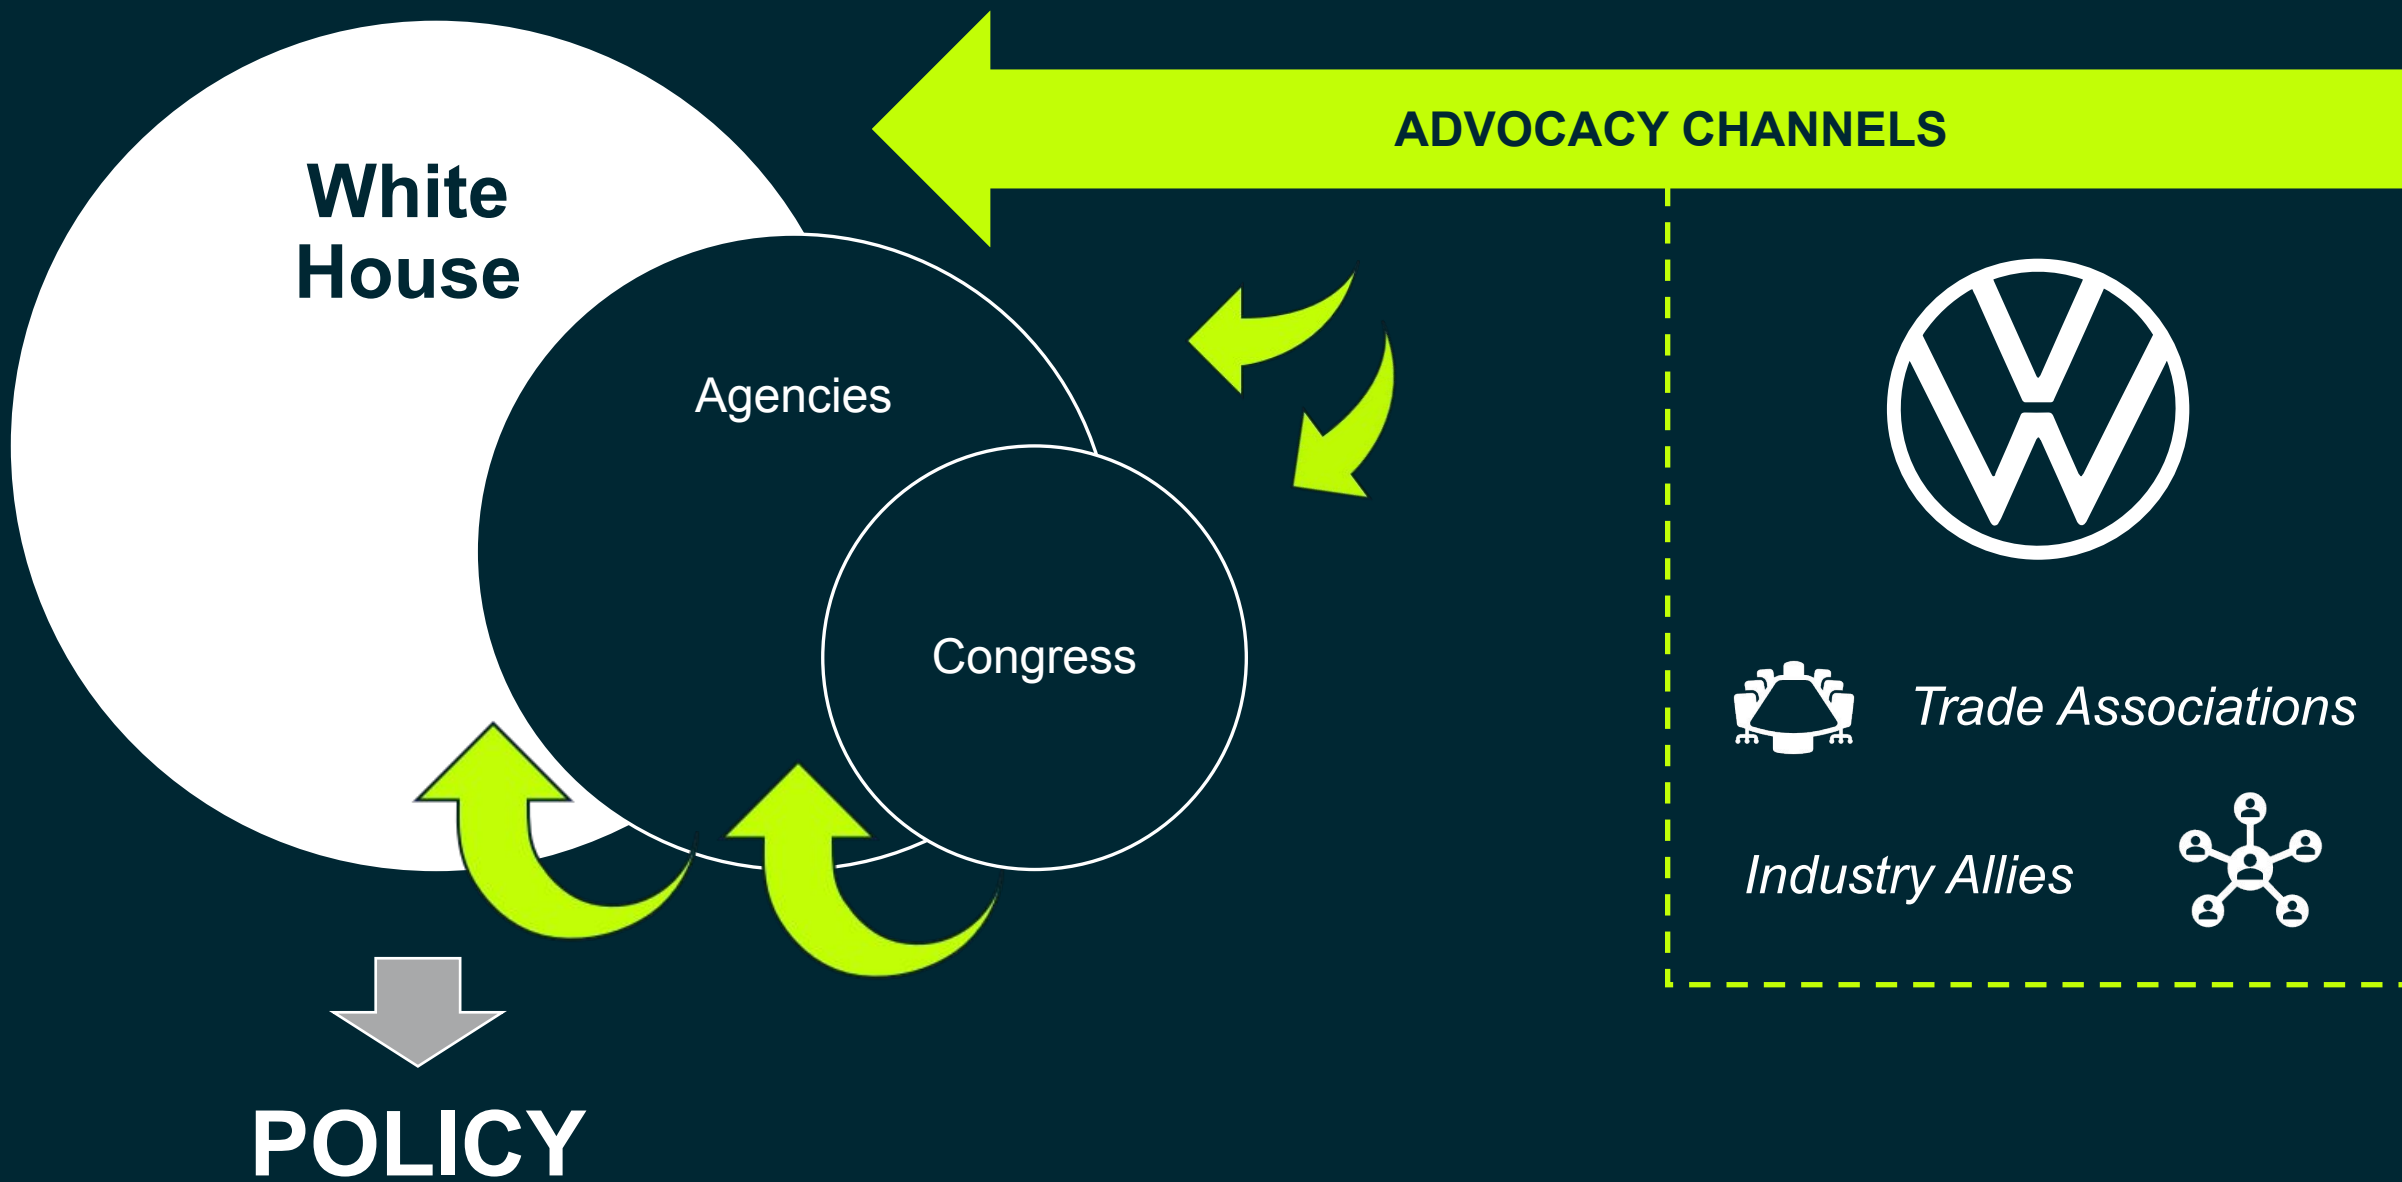 White
House
ADVOCACY CHANNELS
Agencies
Congress
Trade Associations
Industry Allies
POLICY